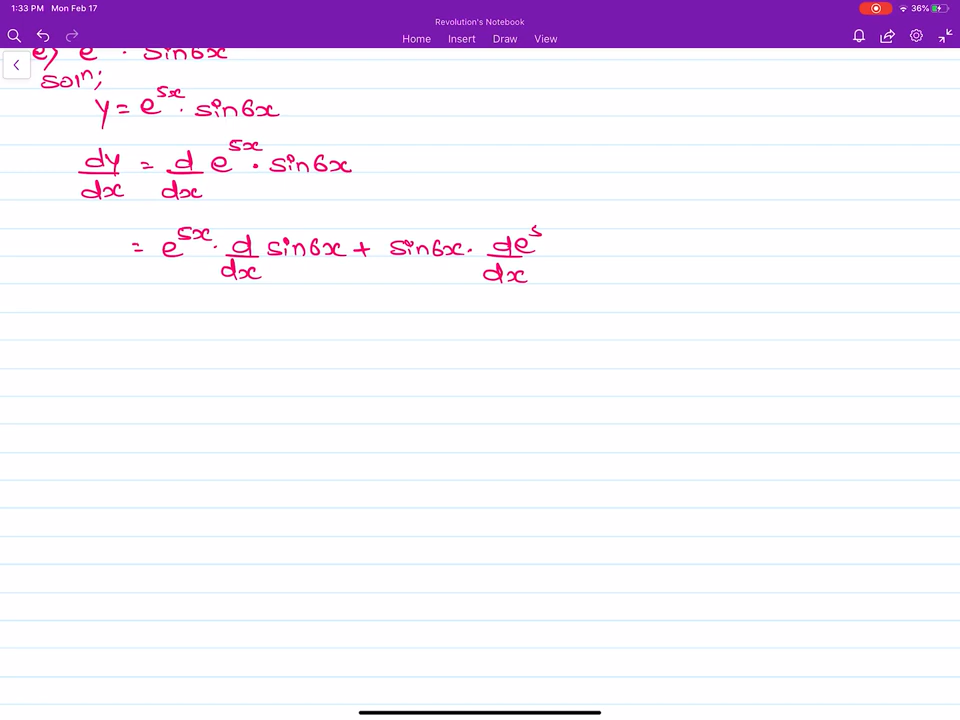 1:33 PM Mon Feb 17
36%
Revolution's Notebook
Home Insert Draw View
e) e · sin6x
soln;
y = e^5x · sin6x
dy/dx = d/dx e^5x · sin6x
= e^5x · d/dx sin6x + sin6x · de^5/dx